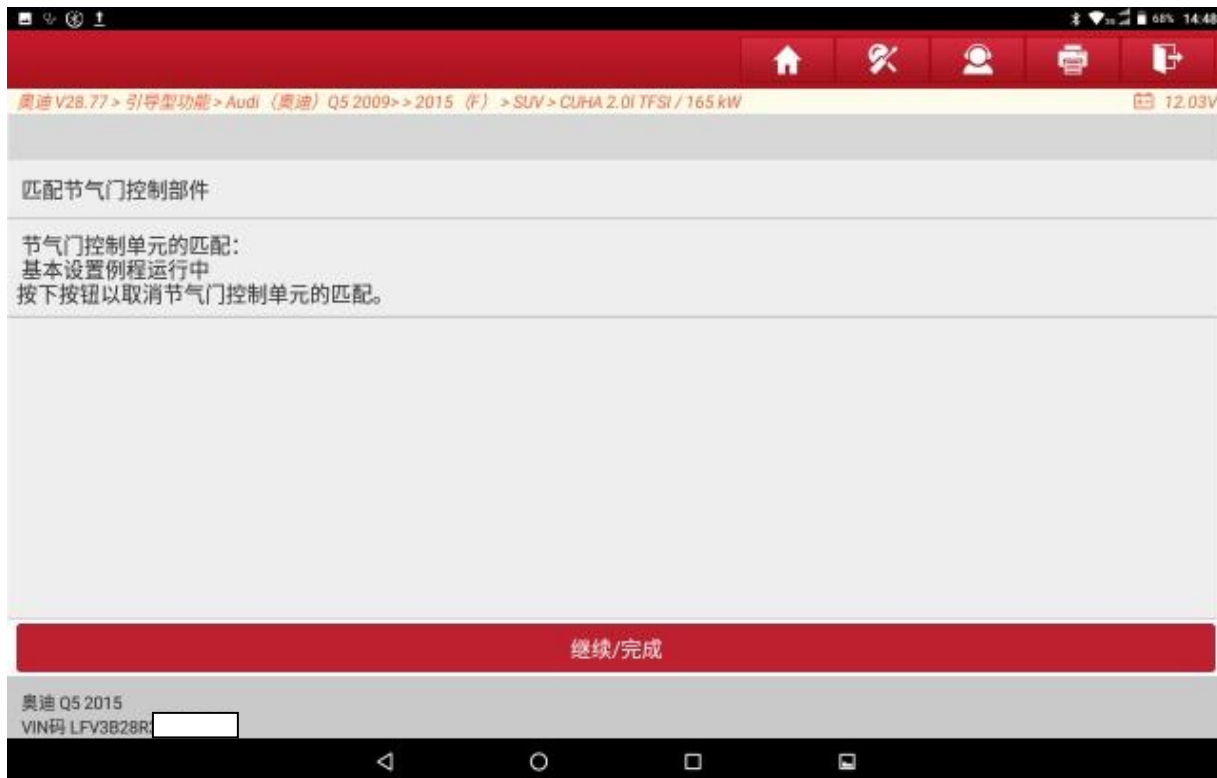 68% 14:48
奥迪 V28.77 > 引导型功能 > Audi（奥迪）Q5 2009>> 2015（F） > SUV > CUHA 2.0l TFSI / 165 kW
12.03V
匹配节气门控制部件
节气门控制单元的匹配：
基本设置例程运行中
按下按钮以取消节气门控制单元的匹配。
继续/完成
奥迪 Q5 2015
VIN码 LFV3B28R